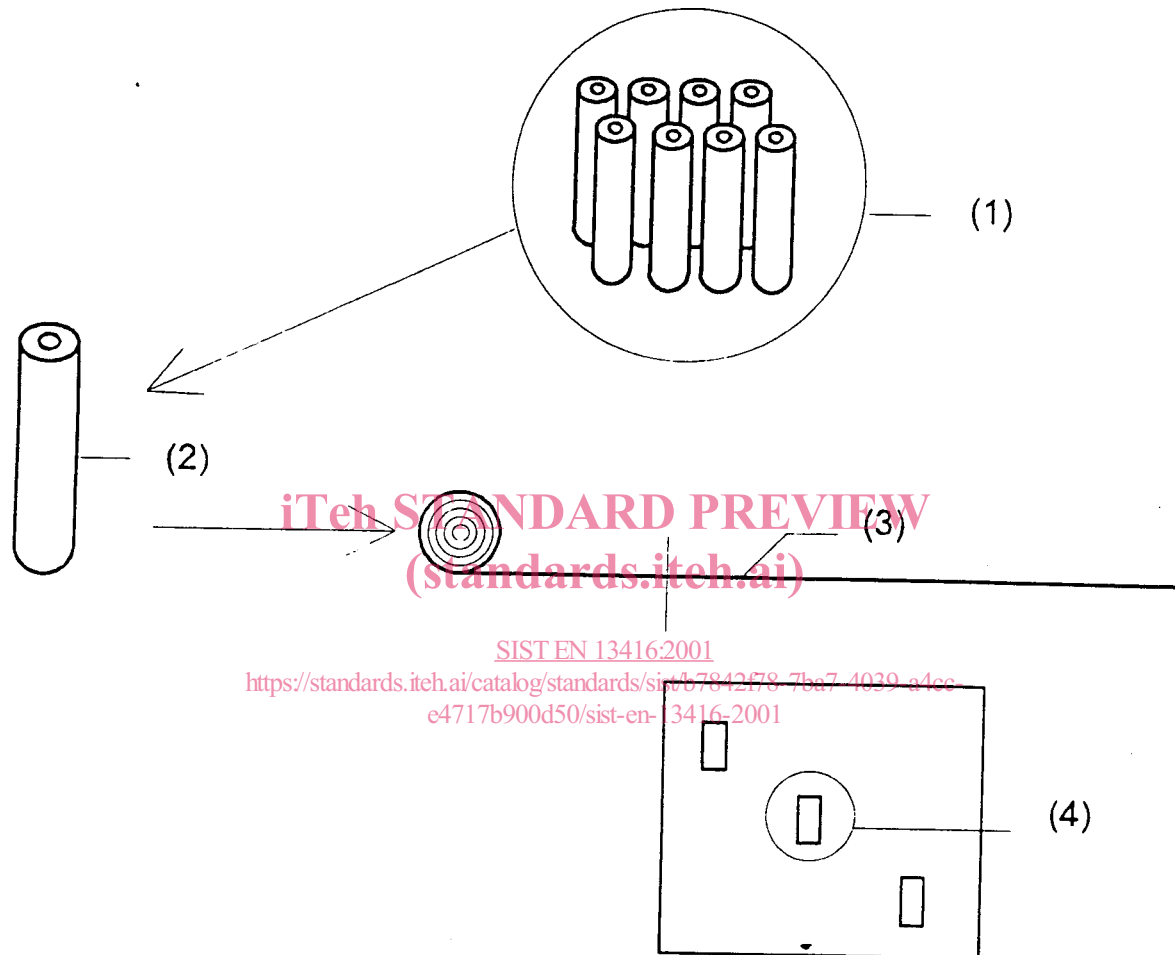 (1)
(2)
iTeh STANDARD PREVIEW
(3)
(standards.iteh.ai)
SIST EN 13416:2001
https://standards.iteh.ai/catalog/standards/sist/b7842f78-7ba7-4039-a4cc-
e4717b900d50/sist-en-13416-2001
(4)